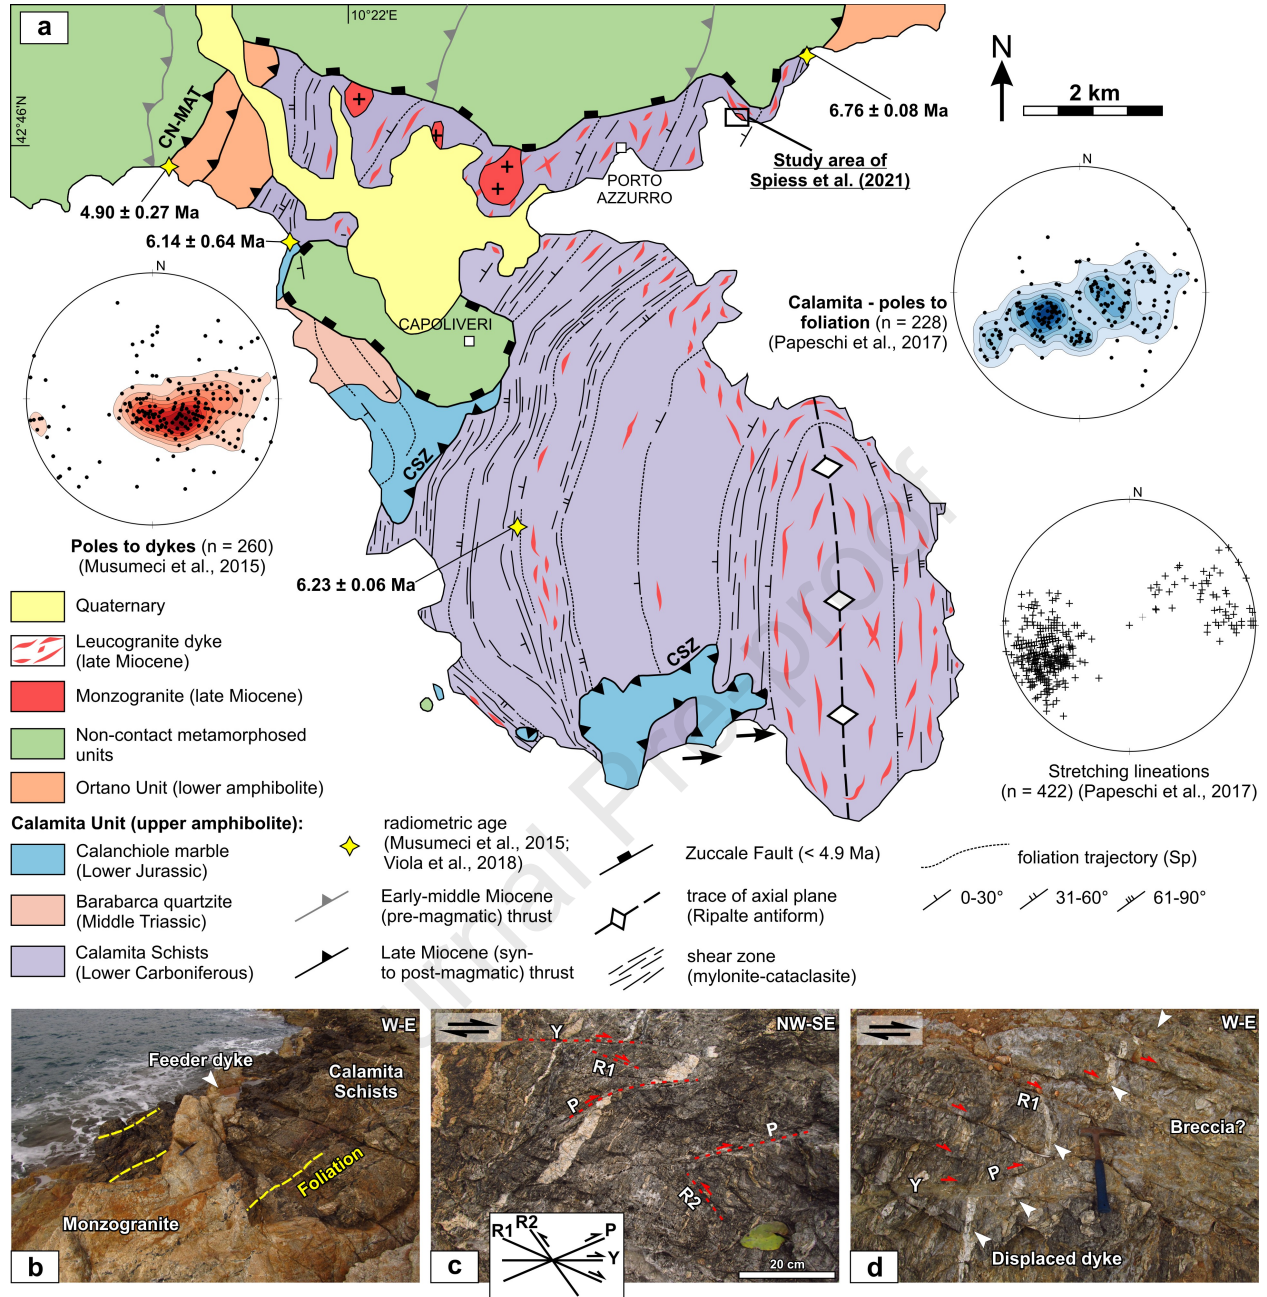 a
10°22'E
42°46'N
CN-MAT
4.90 ± 0.27 Ma
6.14 ± 0.64 Ma
6.76 ± 0.08 Ma
N
2 km
Study area of
Spiess et al. (2021)
PORTO
AZZURRO
CAPOLIVERI
CSZ
6.23 ± 0.06 Ma
CSZ
N
Poles to dykes (n = 260)
(Musumeci et al., 2015)
N
Calamita - poles to
foliation (n = 228)
(Papeschi et al., 2017)
N
Stretching lineations
(n = 422) (Papeschi et al., 2017)
Quaternary
Leucogranite dyke
(late Miocene)
Monzogranite (late Miocene)
Non-contact metamorphosed
units
Ortano Unit (lower amphibolite)
Calamita Unit (upper amphibolite):
Calanchiole marble
(Lower Jurassic)
Barabarca quartzite
(Middle Triassic)
Calamita Schists
(Lower Carboniferous)
radiometric age
(Musumeci et al., 2015;
Viola et al., 2018)
Early-middle Miocene
(pre-magmatic) thrust
Late Miocene (syn-
to post-magmatic) thrust
Zuccale Fault (< 4.9 Ma)
trace of axial plane
(Ripalte antiform)
shear zone
(mylonite-cataclasite)
foliation trajectory (Sp)
0-30°
31-60°
61-90°
Journal Pre-proof
W-E
Feeder dyke
Calamita
Schists
Foliation
Monzogranite
b
NW-SE
Y
R1
P
P
R2
R1
R2
P
Y
c
20 cm
W-E
R1
Breccia?
P
Y
Displaced dyke
d